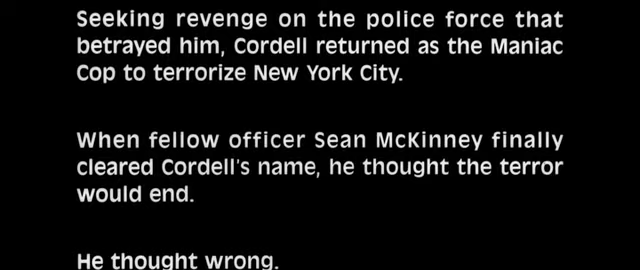 Seeking revenge on the police force that
betrayed him, Cordell returned as the Maniac
Cop to terrorize New York City.
When fellow officer Sean McKinney finally
cleared Cordell's name, he thought the terror
would end.
He thought wrong.